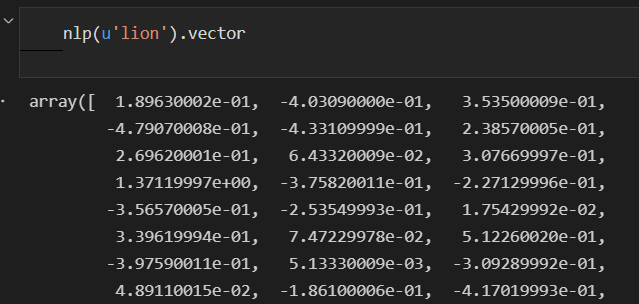 nlp(u'lion').vector
array([ 1.89630002e-01, -4.03090000e-01, 3.53500009e-01,
-4.79070008e-01, -4.33109999e-01, 2.38570005e-01,
2.69620001e-01, 6.43320009e-02, 3.07669997e-01,
1.37119997e+00, -3.75820011e-01, -2.27129996e-01,
-3.56570005e-01, -2.53549993e-01, 1.75429992e-02,
3.39619994e-01, 7.47229978e-02, 5.12260020e-01,
-3.97590011e-01, 5.13330009e-03, -3.09289992e-01,
4.89110015e-02, -1.86100006e-01, -4.17019993e-01,